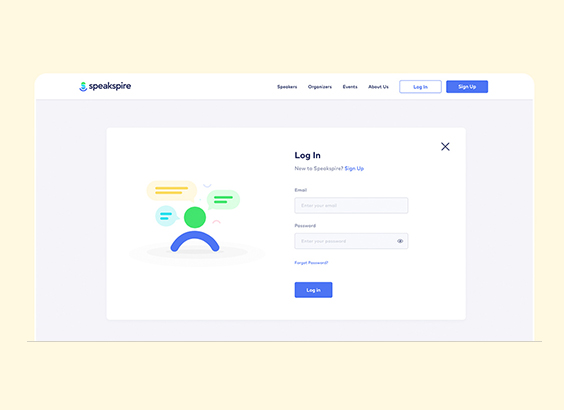 speakspire
Speakers Organizers Events About Us Log In Sign Up
Log In
New to Speakspire? Sign Up
Email
Enter your email
Password
Enter your password
Forgot Password?
Log in